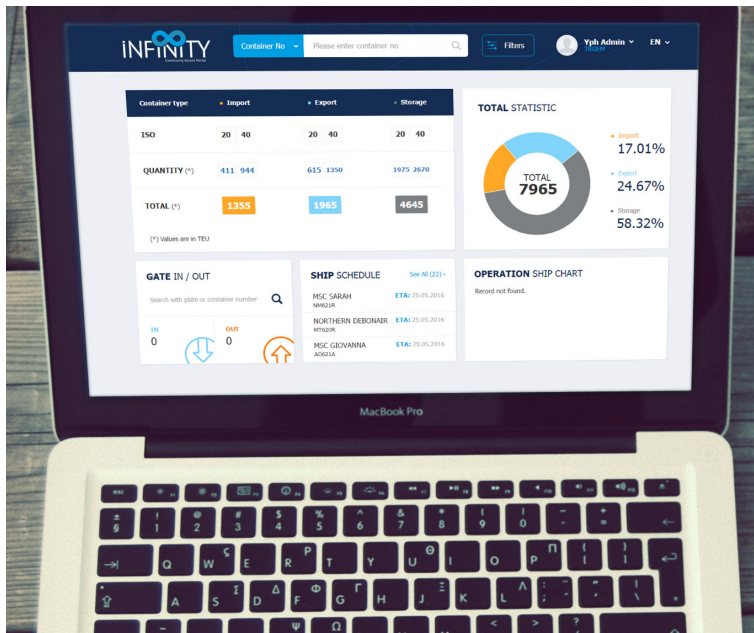 INFINITY
Community Access Portal
Container No
Please enter container no
Filters
Yph Admin
YRGEM
EN
Container type Import Export Storage
ISO 20 40 20 40 20 40
QUANTITY (*) 411 944 615 1350 1975 2670
TOTAL (*) 1355 1965 4645
(*) Values are in TEU
TOTAL STATISTIC
TOTAL
7965
Import
17.01%
Export
24.67%
Storage
58.32%
GATE IN / OUT
Search with plate or container number
IN
0
OUT
0
SHIP SCHEDULE See All (22) ›
MSC SARAH ETA: 25.05.2016
NM621R
NORTHERN DEBONAIR ETA: 25.05.2016
MT620R
MSC GIOVANNA ETA: 29.05.2016
AO621A
OPERATION SHIP CHART
Record not found.
MacBook Pro
esc
± ! @ # $ % ^ & * ( ) - +
§ 1 2 3 4 5 6 7 8 9 0 =
Q W ς E R Ρ T Y U Θ I O P Π { [ } ]
A S Σ D Δ F Φ G Γ H J Ξ K L Λ : ; " ' | \
~ Ψ Ω < > ?